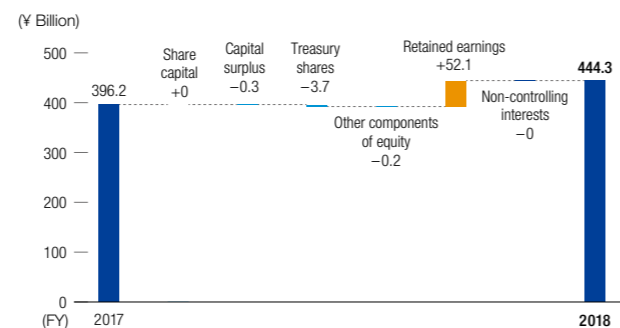 (¥ Billion)
500
400
300
200
100
0
(FY)
396.2
2017
Share
capital
+0
Capital
surplus
−0.3
Treasury
shares
−3.7
Other components
of equity
−0.2
Retained earnings
+52.1
Non-controlling
interests
−0
444.3
2018